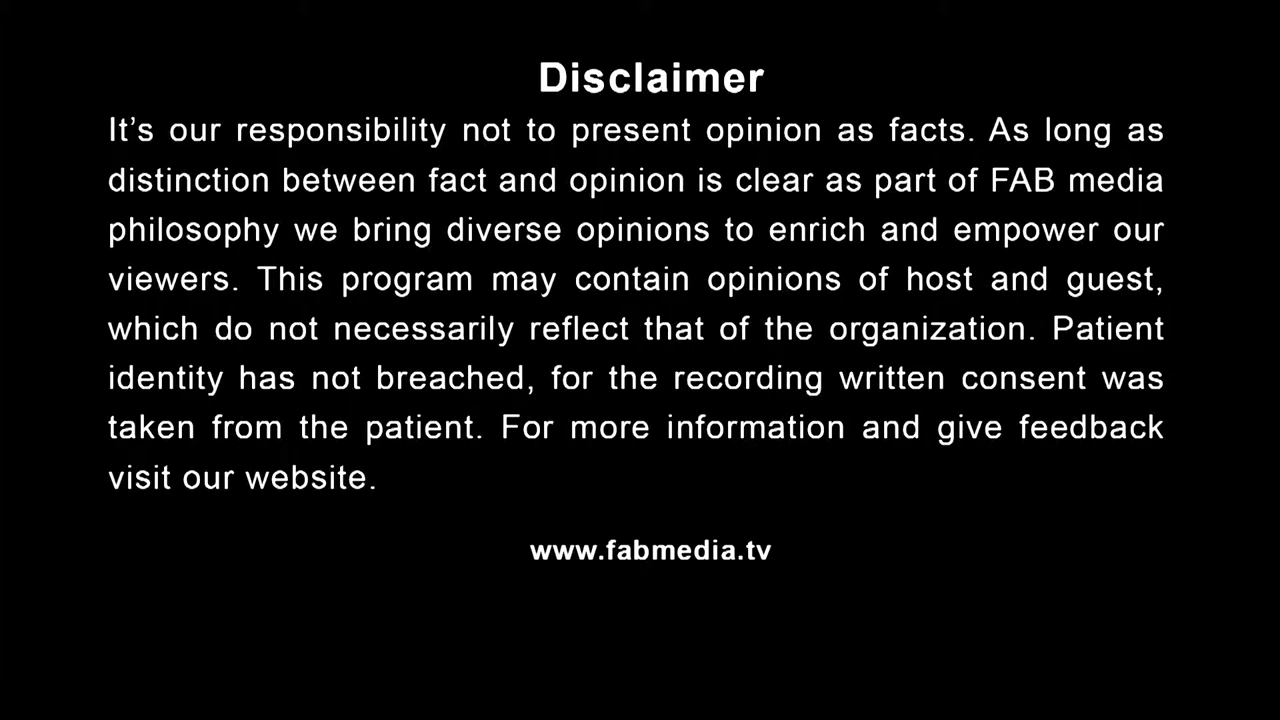 Disclaimer
It’s our responsibility not to present opinion as facts. As long as
distinction between fact and opinion is clear as part of FAB media
philosophy we bring diverse opinions to enrich and empower our
viewers. This program may contain opinions of host and guest,
which do not necessarily reflect that of the organization. Patient
identity has not breached, for the recording written consent was
taken from the patient. For more information and give feedback
visit our website.
www.fabmedia.tv